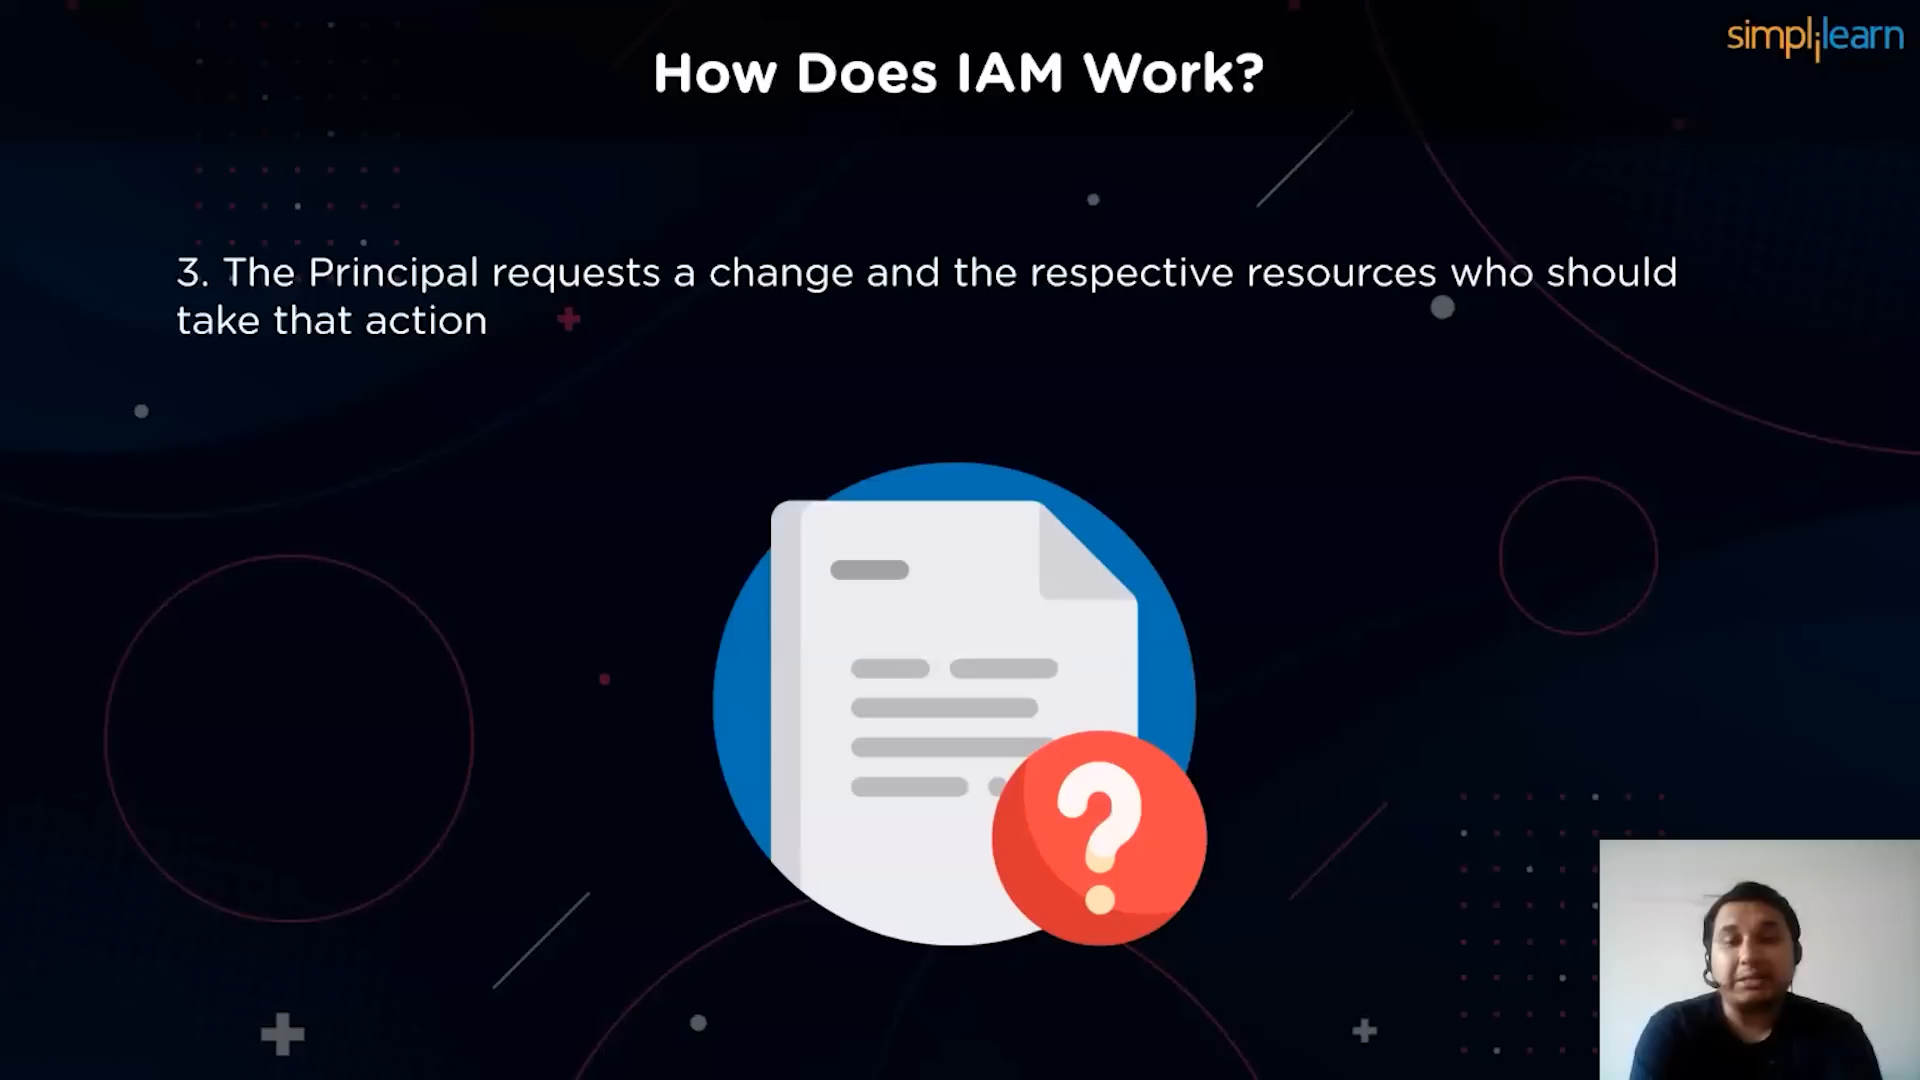 simplilearn
How Does IAM Work?
3. The Principal requests a change and the respective resources who should
take that action
?